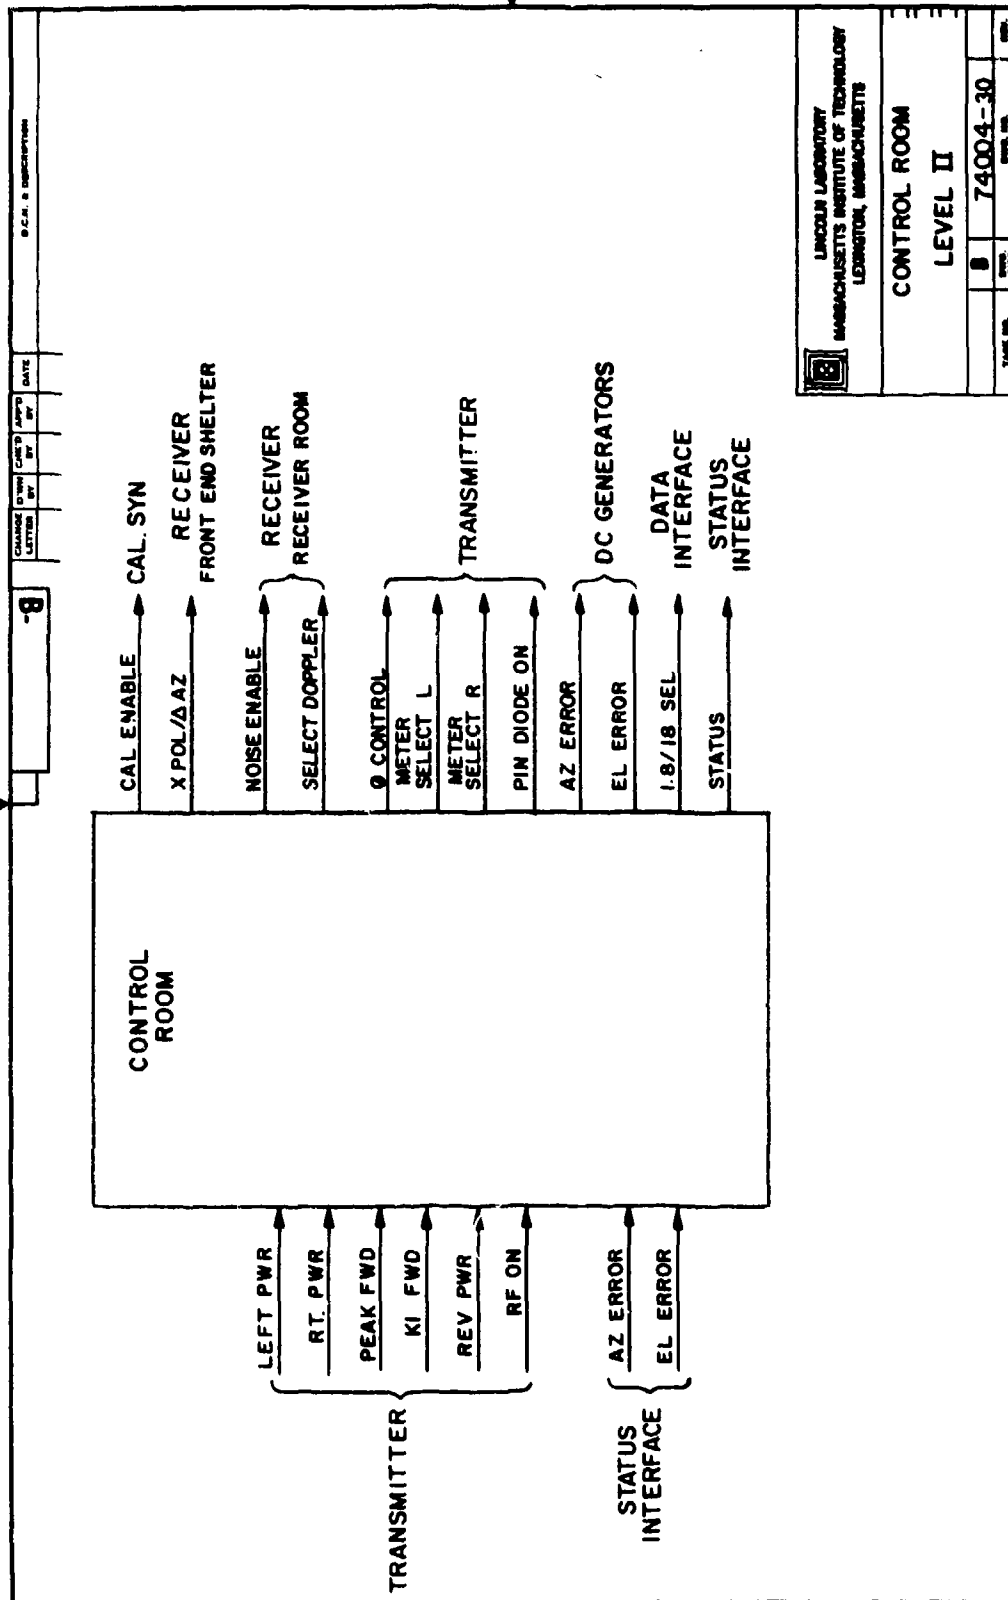 B-
CHANGE LETTER
D'WN BY
CHK'D BY
APP'D BY
DATE
E.C.N. & DESCRIPTION
CONTROL
ROOM
TRANSMITTER
LEFT PWR
RT. PWR
PEAK FWD
KI FWD
REV PWR
RF ON
STATUS
INTERFACE
AZ ERROR
EL ERROR
CAL ENABLE
CAL. SYN
X POL/Δ AZ
RECEIVER
FRONT END SHELTER
NOISE ENABLE
SELECT DOPPLER
RECEIVER
RECEIVER ROOM
Ø CONTROL
METER
SELECT L
METER
SELECT R
PIN DIODE ON
TRANSMITTER
AZ ERROR
EL ERROR
DC GENERATORS
1.8/18 SEL
DATA
INTERFACE
STATUS
STATUS
INTERFACE
LINCOLN LABORATORY
MASSACHUSETTS INSTITUTE OF TECHNOLOGY
LEXINGTON, MASSACHUSETTS
CONTROL ROOM
LEVEL II
B
74004-30
DWG. NO.